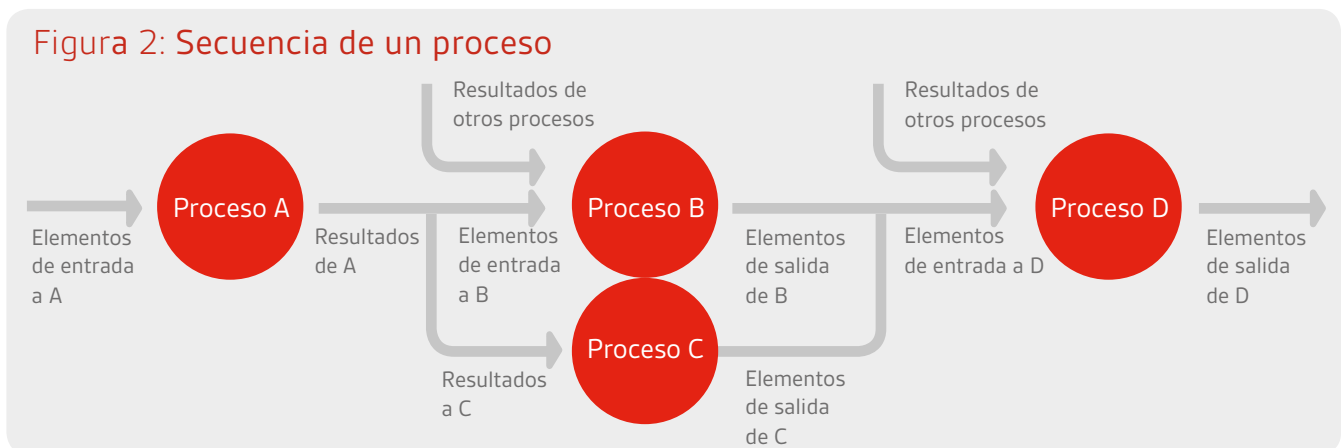 Figura 2: Secuencia de un proceso
Resultados de
otros procesos
Resultados de
otros procesos
Proceso A
Proceso B
Proceso D
Elementos
de entrada
a A
Resultados
de A
Elementos
de entrada
a B
Elementos
de salida
de B
Elementos
de entrada a D
Elementos
de salida
de D
Proceso C
Resultados
a C
Elementos
de salida
de C